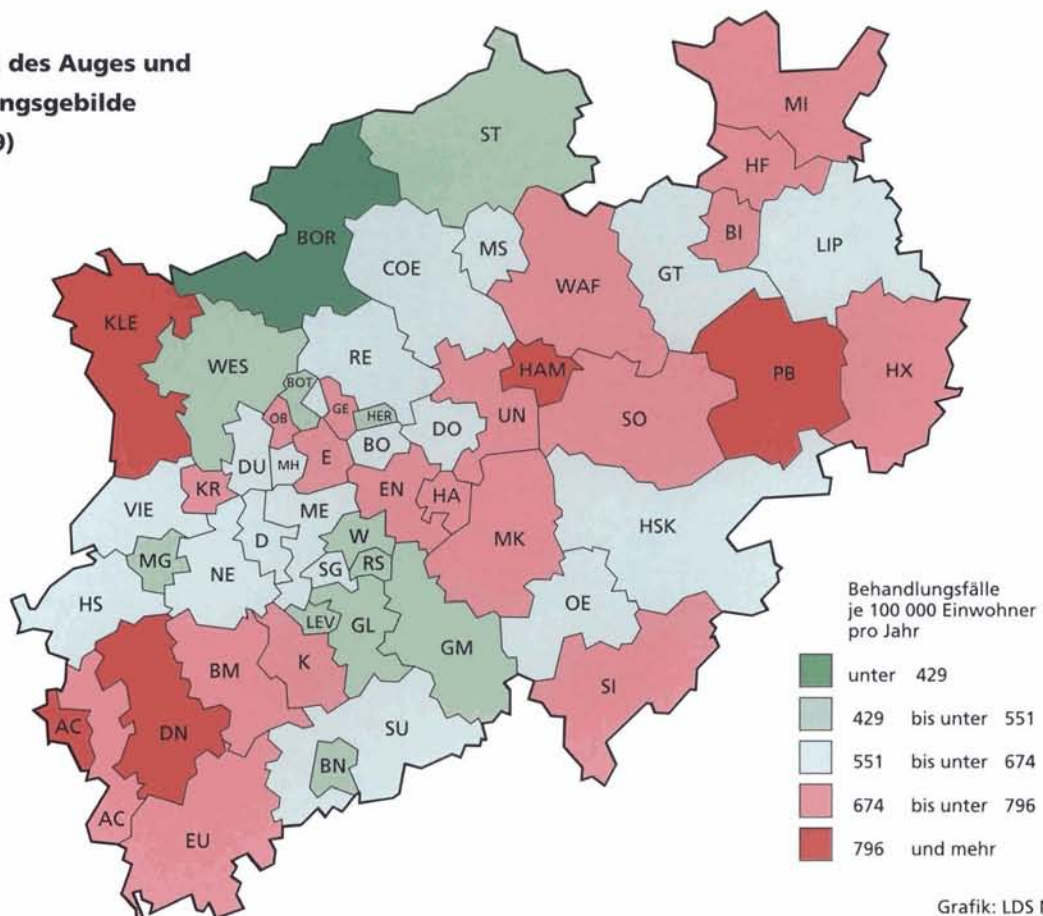 des Auges und
ngsgebilde
9)
MI
ST
HF
BI
LIP
BOR
MS
COE
GT
WAF
KLE
RE
HAM
PB
HX
WES
BOT
GE
HER
UN
SO
OB
DO
BO
E
DU
MH
KR
EN
HA
ME
VIE
HSK
D
W
MK
MG
RS
SG
NE
HS
OE
LEV
GL
GM
BM
K
SI
AC
DN
SU
BN
AC
EU
Behandlungsfälle
je 100 000 Einwohner
pro Jahr
unter 429
429 bis unter 551
551 bis unter 674
674 bis unter 796
796 und mehr
Grafik: LDS